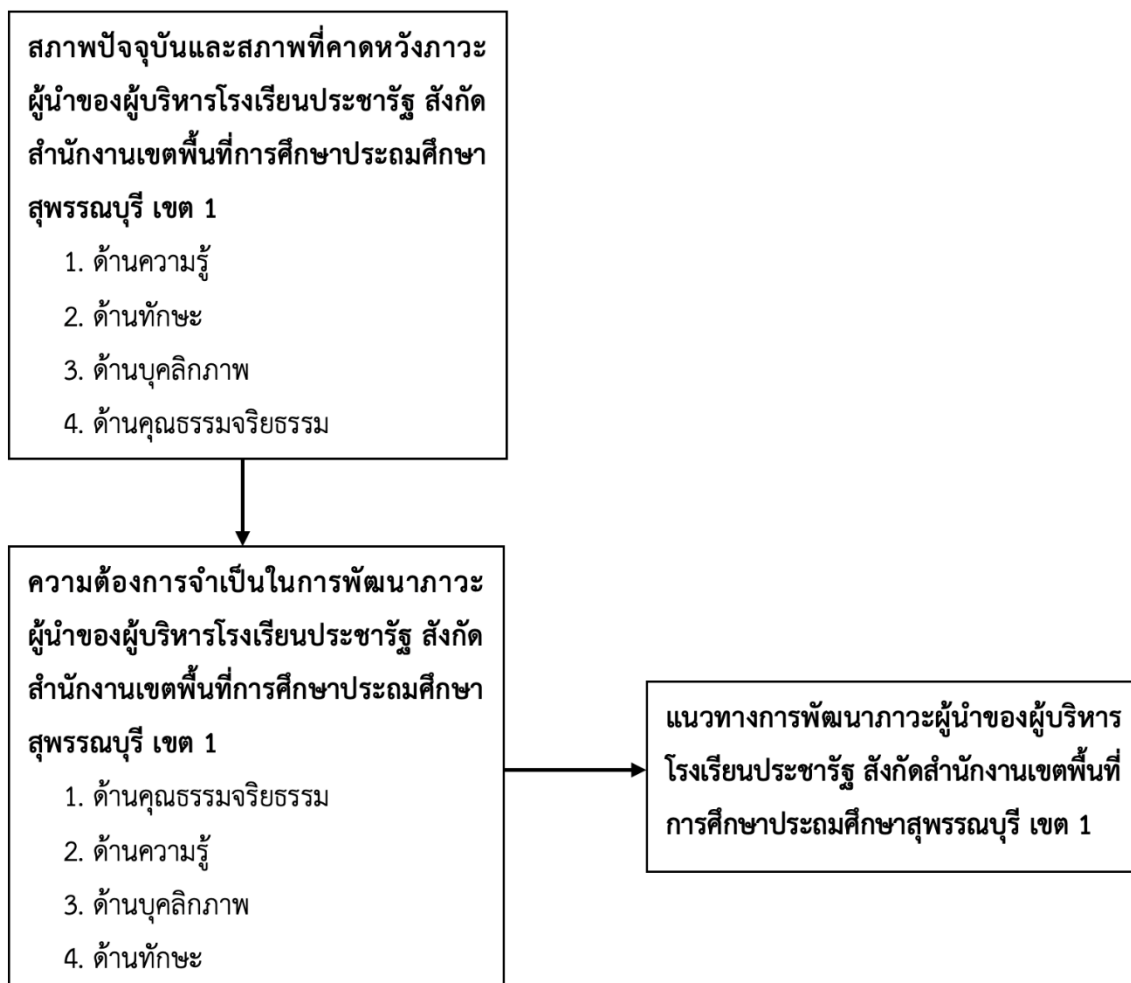 สภาพปัจจุบันและสภาพที่คาดหวังภาวะ
ผู้นำของผู้บริหารโรงเรียนประชารัฐ สังกัด
สำนักงานเขตพื้นที่การศึกษาประถมศึกษา
สุพรรณบุรี เขต 1
1. ด้านความรู้
2. ด้านทักษะ
3. ด้านบุคลิกภาพ
4. ด้านคุณธรรมจริยธรรม
ความต้องการจำเป็นในการพัฒนาภาวะ
ผู้นำของผู้บริหารโรงเรียนประชารัฐ สังกัด
สำนักงานเขตพื้นที่การศึกษาประถมศึกษา
สุพรรณบุรี เขต 1
1. ด้านคุณธรรมจริยธรรม
2. ด้านความรู้
3. ด้านบุคลิกภาพ
4. ด้านทักษะ
แนวทางการพัฒนาภาวะผู้นำของผู้บริหาร
โรงเรียนประชารัฐ สังกัดสำนักงานเขตพื้นที่
การศึกษาประถมศึกษาสุพรรณบุรี เขต 1